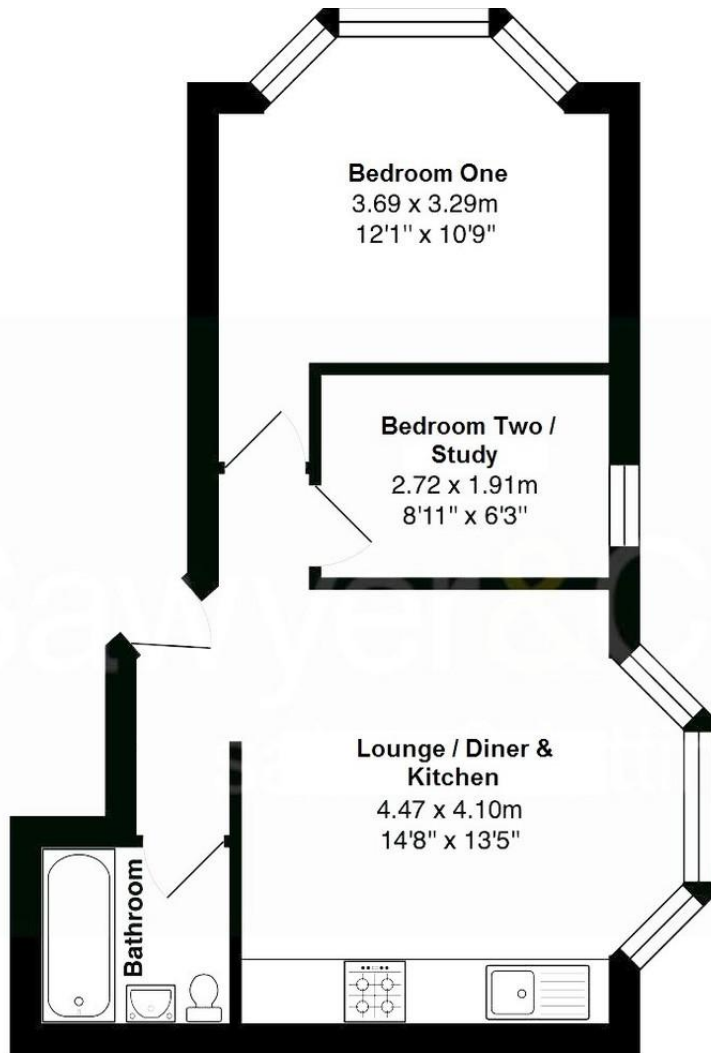 Bedroom One
3.69 x 3.29m
12'1" x 10'9"
Bedroom Two /
Study
2.72 x 1.91m
8'11" x 6'3"
Lounge / Diner &
Kitchen
4.47 x 4.10m
14'8" x 13'5"
Bathroom